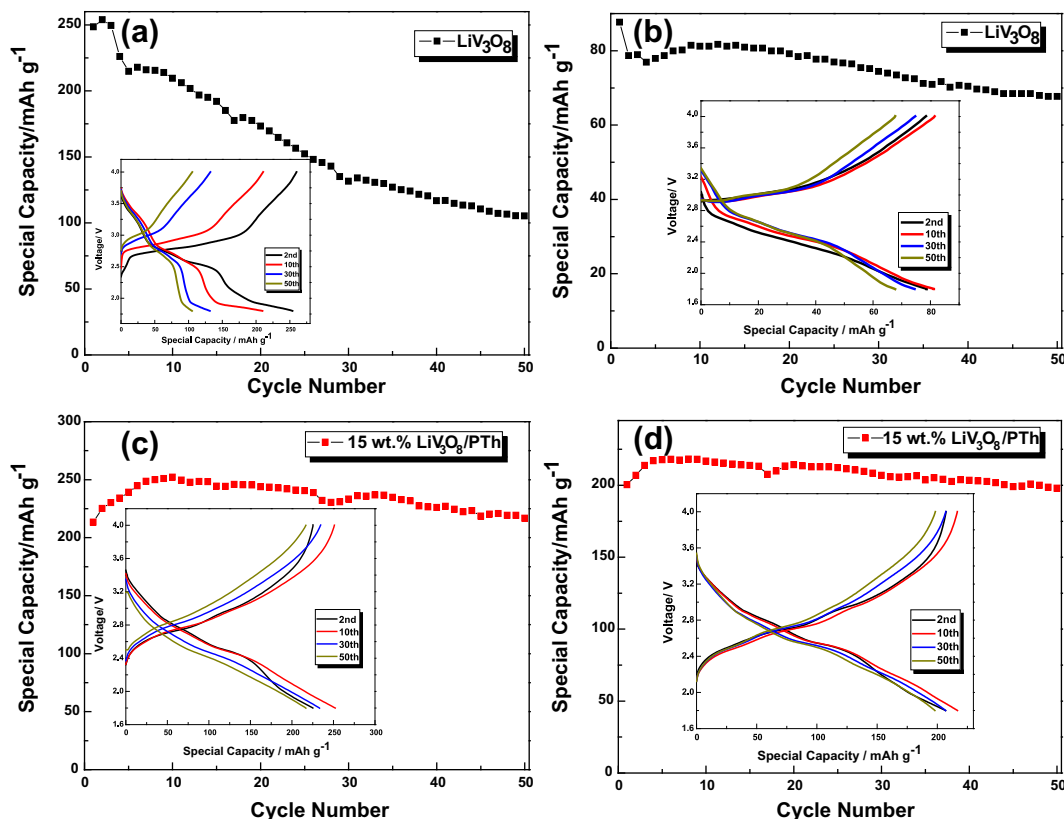 (a)
LiV3O8
Special Capacity/mAh g-1
250
200
150
100
50
0
0 10 20 30 40 50
Cycle Number
Voltage/ V
4.0
3.5
3.0
2.5
2.0
0 50 100 150 200 250
Special Capacity / mAh g-1
2nd
10th
30th
50th
(b)
LiV3O8
Special Capacity/mAh g-1
80
60
40
20
0
0 10 20 30 40 50
Cycle Number
Voltage/ V
4.0
3.6
3.2
2.8
2.4
2.0
1.6
0 20 40 60 80
Special Capacity / mAh g-1
2nd
10th
30th
50th
(c)
15 wt.% LiV3O8/PTh
Special Capacity/mAh g-1
300
250
200
150
100
50
0
0 10 20 30 40 50
Cycle Number
Voltage/ V
4,0
3,6
3,2
2,8
2,4
2,0
1,6
0 50 100 150 200 250 300
Special Capacity / mAh g-1
2nd
10th
30th
50th
(d)
15 wt.% LiV3O8/PTh
Special Capacity/mAh g-1
200
150
100
50
0
0 10 20 30 40 50
Cycle Number
Voltage/ V
4.0
3.6
3.2
2.8
2.4
2.0
1.6
0 50 100 150 200
Special Capacity / mAh g-1
2nd
10th
30th
50th